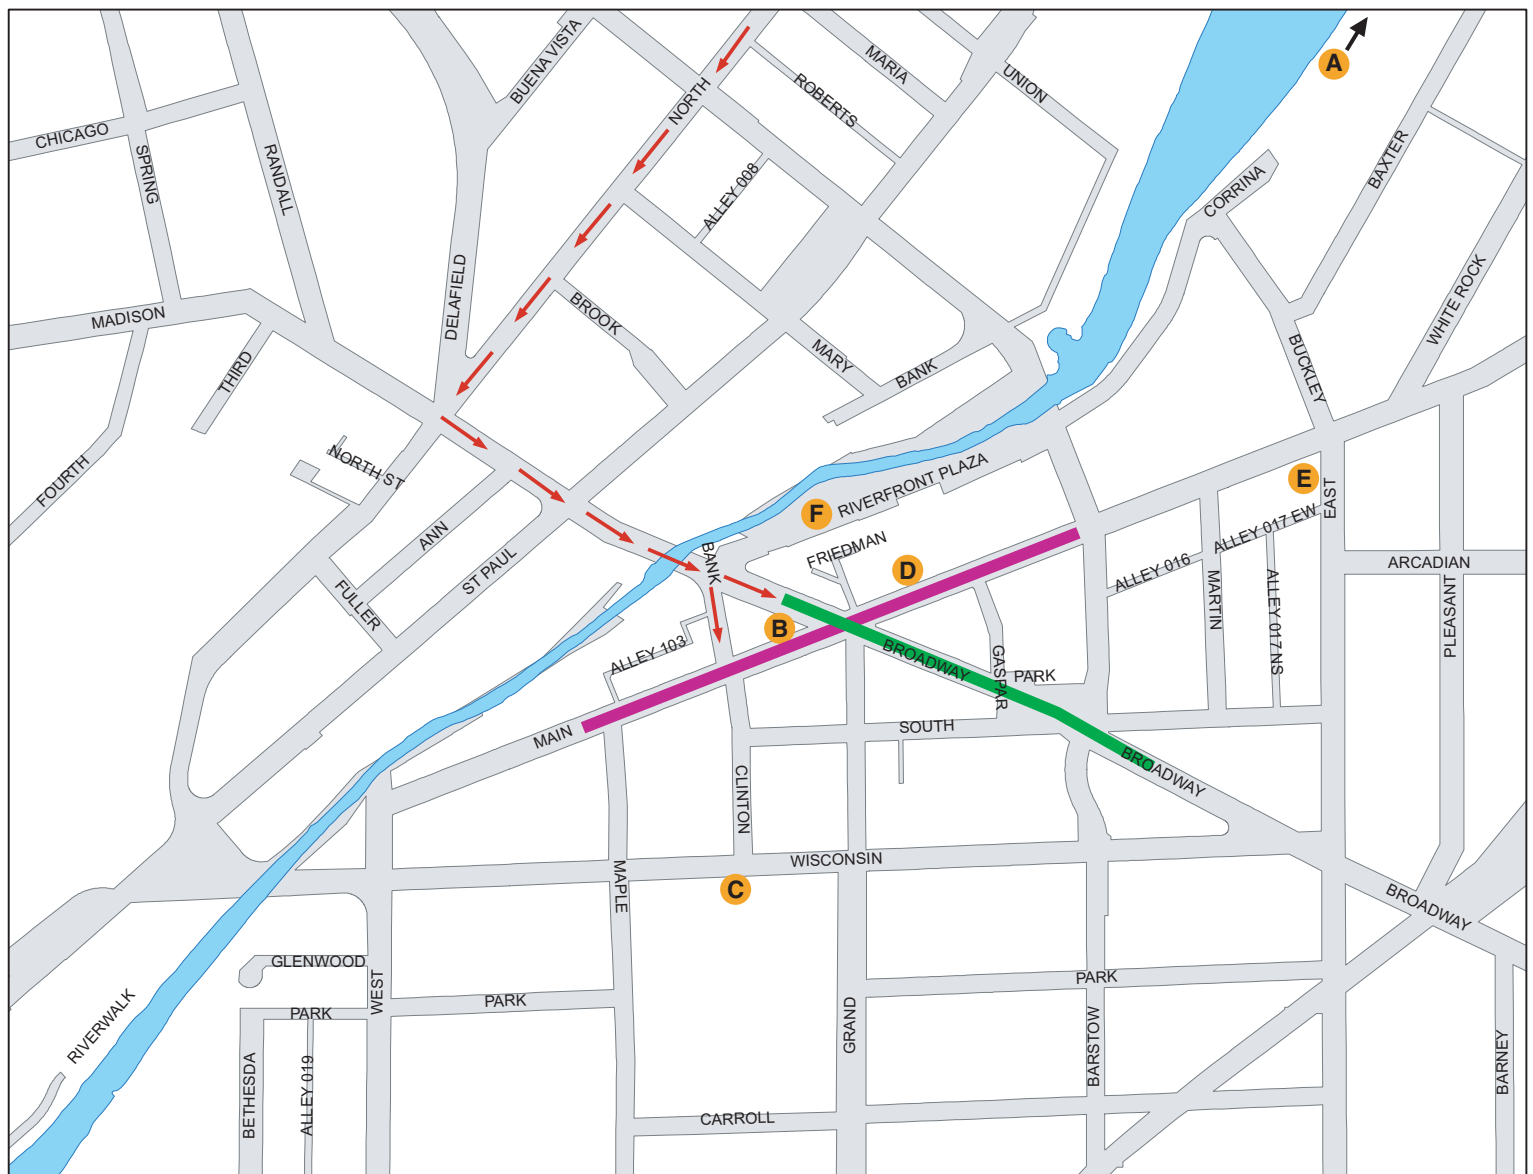 BUENA VISTA
MARIA
A
UNION
NORTH
ROBERTS
CHICAGO
SPRING
RANDALL
BAXTER
ALLEY 008
CORRINA
DELAFIELD
BROOK
WHITE ROCK
MADISON
MARY
BANK
BUCKLEY
THIRD
NORTH ST
FOURTH
RIVERFRONT PLAZA
E
EAST
F
ALLEY 017 EW
ANN
FRIEDMAN
BANK
D
ARCADIAN
ST PAUL
ALLEY 016
FULLER
MARTIN
ALLEY 017 NS
PLEASANT
B
ALLEY 103
BROADWAY
GASPAR
PARK
MAIN
SOUTH
CLINTON
BROADWAY
WISCONSIN
MAPLE
C
BROADWAY
GLENWOOD
WEST
PARK
PARK
PARK
RIVERWALK
GRAND
BARSTOW
BETHESDA
ALLEY 019
BARNEY
CARROLL